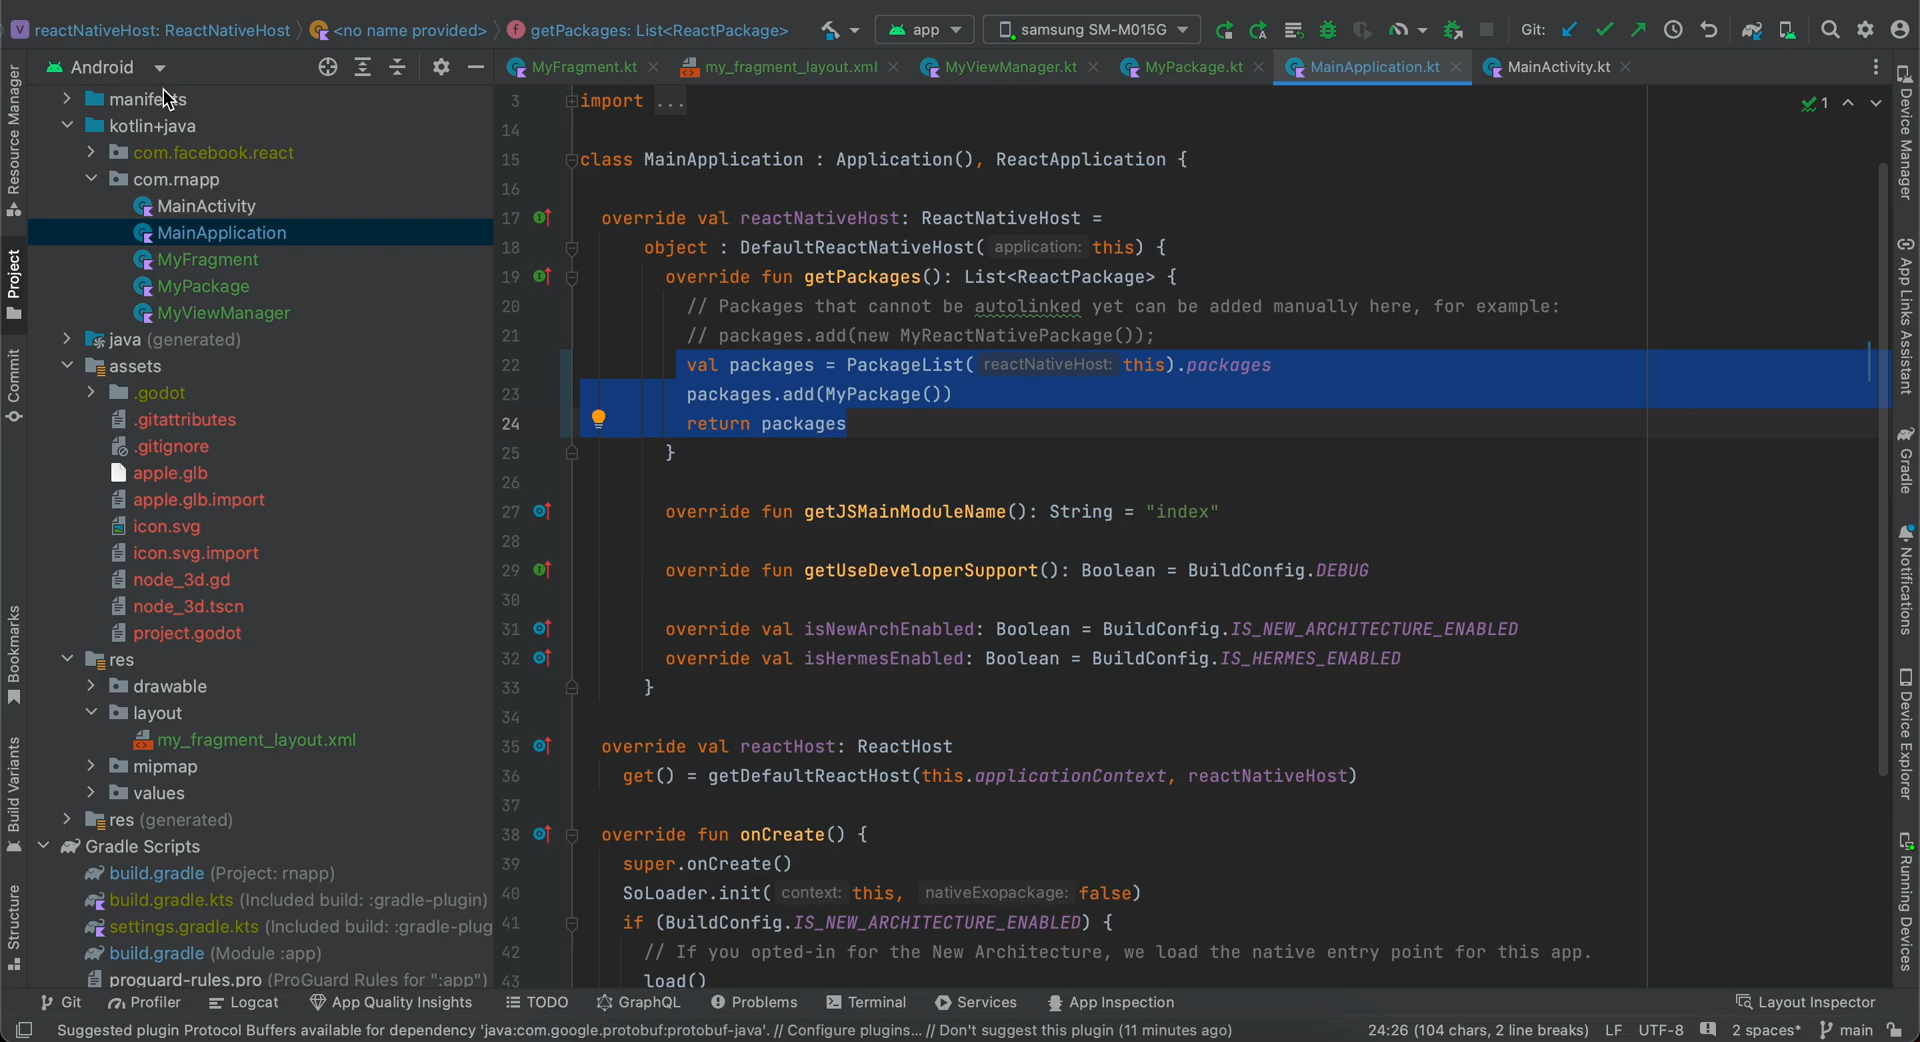 reactNativeHost: ReactNativeHost
<no name provided>
getPackages: List<ReactPackage>
app
samsung SM-M015G
Git:
Android
MyFragment.kt
my_fragment_layout.xml
MyViewManager.kt
MyPackage.kt
MainApplication.kt
MainActivity.kt
Resource Manager
Project
Commit
Bookmarks
Build Variants
Structure
manifests
kotlin+java
com.facebook.react
com.rnapp
MainActivity
MainApplication
MyFragment
MyPackage
MyViewManager
java (generated)
assets
.godot
.gitattributes
.gitignore
apple.glb
apple.glb.import
icon.svg
icon.svg.import
node_3d.gd
node_3d.tscn
project.godot
res
drawable
layout
my_fragment_layout.xml
mipmap
values
res (generated)
Gradle Scripts
build.gradle (Project: rnapp)
build.gradle.kts (Included build: :gradle-plugin)
settings.gradle.kts (Included build: :gradle-plug
build.gradle (Module :app)
proguard-rules.pro (ProGuard Rules for ":app")
1
3 import ...
14
15 class MainApplication : Application(), ReactApplication {
16
17 override val reactNativeHost: ReactNativeHost =
18 object : DefaultReactNativeHost( application: this) {
19 override fun getPackages(): List<ReactPackage> {
20 // Packages that cannot be autolinked yet can be added manually here, for example:
21 // packages.add(new MyReactNativePackage());
22 val packages = PackageList( reactNativeHost: this).packages
23 packages.add(MyPackage())
24 return packages
25 }
26
27 override fun getJSMainModuleName(): String = "index"
28
29 override fun getUseDeveloperSupport(): Boolean = BuildConfig.DEBUG
30
31 override val isNewArchEnabled: Boolean = BuildConfig.IS_NEW_ARCHITECTURE_ENABLED
32 override val isHermesEnabled: Boolean = BuildConfig.IS_HERMES_ENABLED
33 }
34
35 override val reactHost: ReactHost
36 get() = getDefaultReactHost(this.applicationContext, reactNativeHost)
37
38 override fun onCreate() {
39 super.onCreate()
40 SoLoader.init( context: this, nativeExopackage: false)
41 if (BuildConfig.IS_NEW_ARCHITECTURE_ENABLED) {
42 // If you opted-in for the New Architecture, we load the native entry point for this app.
43 load()
Device Manager
App Links Assistant
Gradle
Notifications
Device Explorer
Running Devices
Git
Profiler
Logcat
App Quality Insights
TODO
GraphQL
Problems
Terminal
Services
App Inspection
Layout Inspector
Suggested plugin Protocol Buffers available for dependency 'java:com.google.protobuf:protobuf-java'. // Configure plugins... // Don't suggest this plugin (11 minutes ago)
24:26 (104 chars, 2 line breaks)
LF
UTF-8
2 spaces*
main